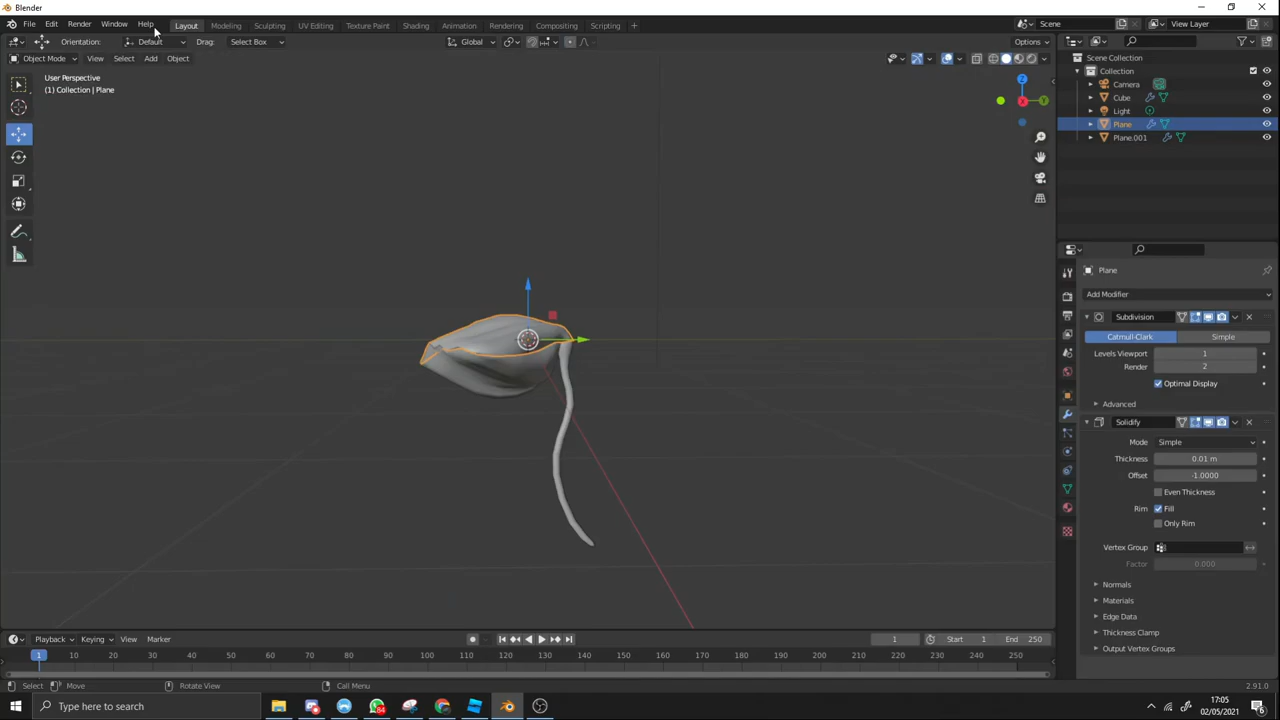 Blender
File Edit Render Window Help Layout Modeling Sculpting UV Editing Texture Paint Shading Animation Rendering Compositing Scripting + Scene View Layer
Orientation: Default Drag: Select Box Global Options
Object Mode View Select Add Object
User Perspective
(1) Collection | Plane
Z
Y
Scene Collection
Collection
Camera
Cube
Light
Plane
Plane.001
Plane
Add Modifier
Subdivision
Catmull-Clark Simple
Levels Viewport 1
Render 2
Optimal Display
Advanced
Solidify
Mode Simple
Thickness 0.01 m
Offset -1.0000
Even Thickness
Rim Fill
Only Rim
Vertex Group
Factor 0.000
Normals
Materials
Edge Data
Thickness Clamp
Output Vertex Groups
Playback Keying View Marker 1 Start 1 End 250
1 10 20 30 40 50 60 70 80 90 100 110 120 130 140 150 160 170 180 190 200 210 220 230 240 250
Select Move Rotate View Call Menu 2.91.0
Type here to search 84 17:05
02/05/2021 6